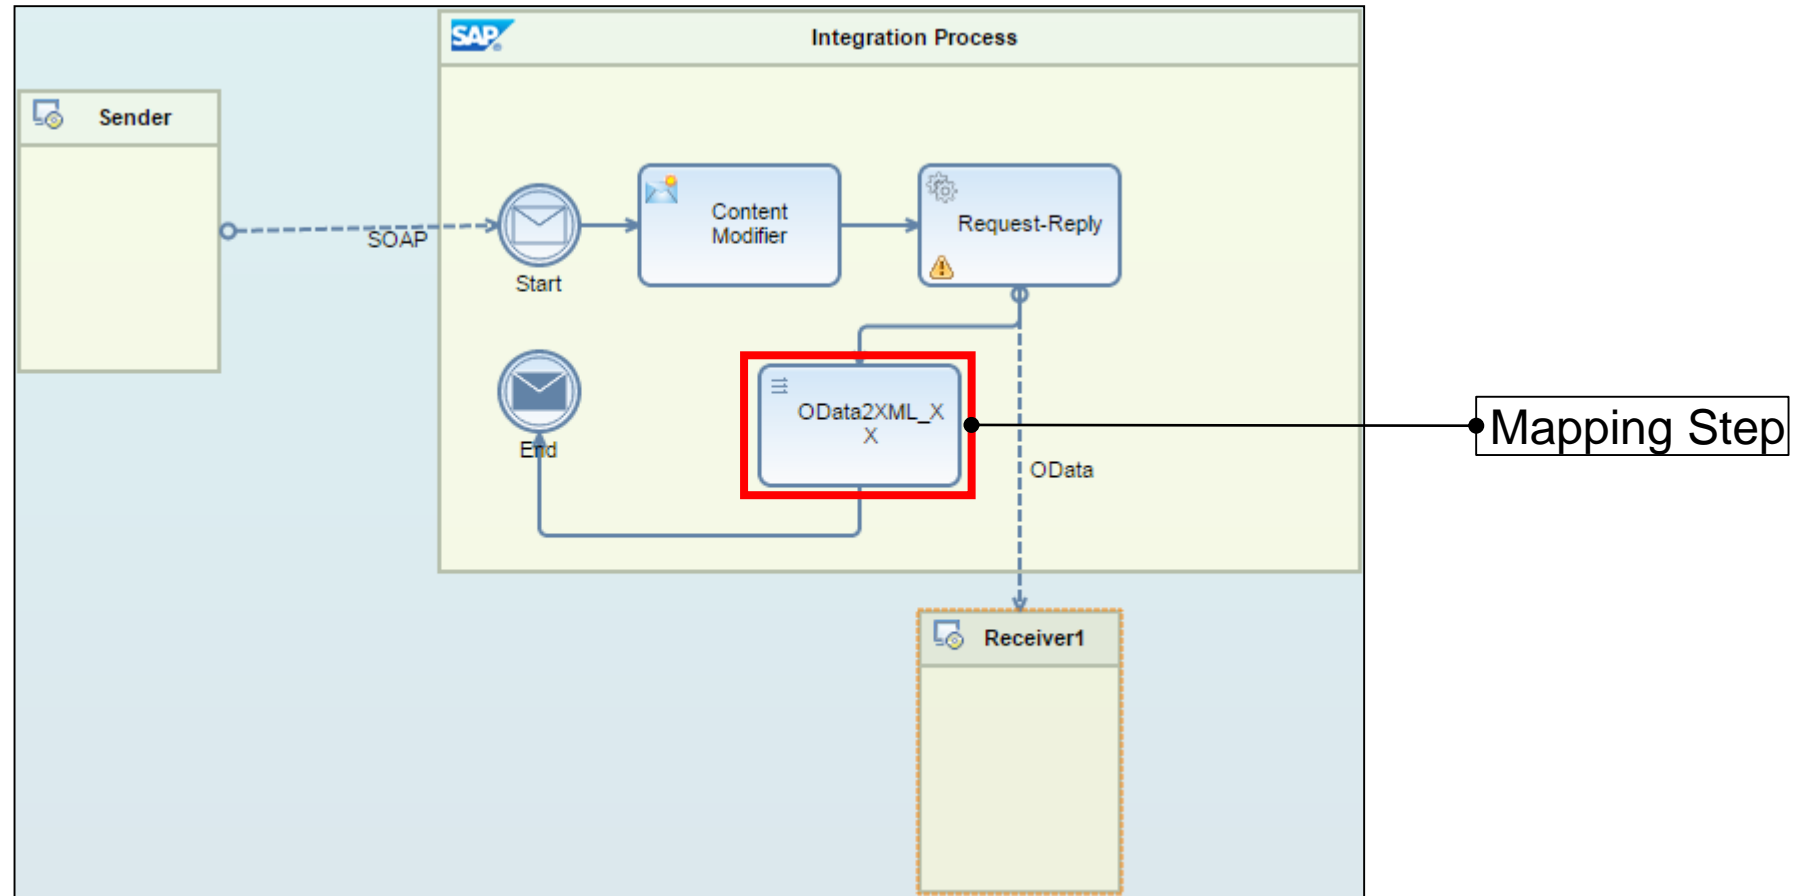 SAP
Integration Process
Sender
SOAP
Start
Content
Modifier
Request-Reply
End
OData2XML_X
X
OData
Mapping Step
Receiver1